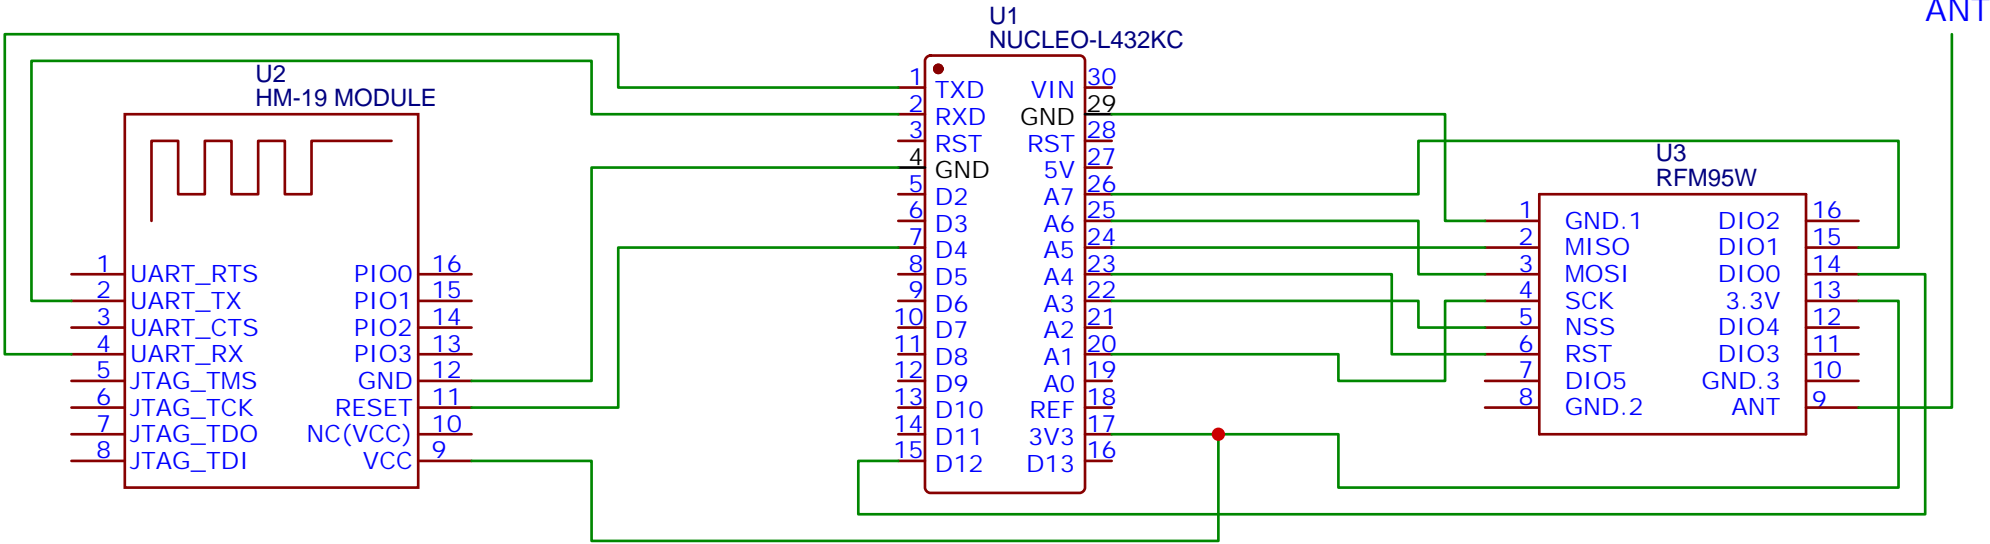 ANT
U1
NUCLEO-L432KC
U2
HM-19 MODULE
U3
RFM95W
1 UART_RTS PIO0 16
2 UART_TX PIO1 15
3 UART_CTS PIO2 14
4 UART_RX PIO3 13
5 JTAG_TMS GND 12
6 JTAG_TCK RESET 11
7 JTAG_TDO NC(VCC) 10
8 JTAG_TDI VCC 9
1 TXD VIN 30
2 RXD GND 29
3 RST RST 28
4 GND 5V 27
5 D2 A7 26
6 D3 A6 25
7 D4 A5 24
8 D5 A4 23
9 D6 A3 22
10 D7 A2 21
11 D8 A1 20
12 D9 A0 19
13 D10 REF 18
14 D11 3V3 17
15 D12 D13 16
1 GND.1 DIO2 16
2 MISO DIO1 15
3 MOSI DIO0 14
4 SCK 3.3V 13
5 NSS DIO4 12
6 RST DIO3 11
7 DIO5 GND.3 10
8 GND.2 ANT 9